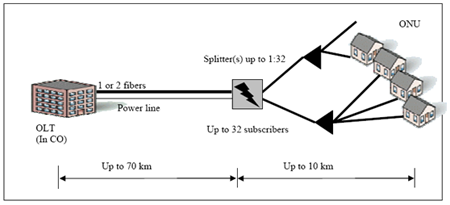 ONU
Splitter(s) up to 1:32
1 or 2 fibers
Power line
OLT
(In CO)
Up to 32 subscribers
Up to 70 km
Up to 10 km